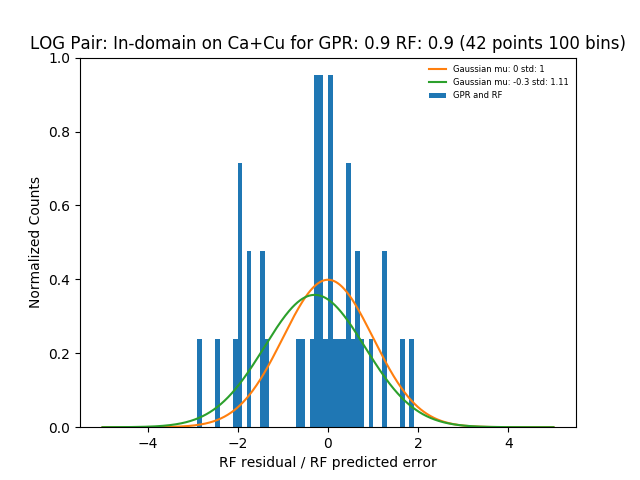 LOG Pair: In-domain on Ca+Cu for GPR: 0.9 RF: 0.9 (42 points 100 bins)
Gaussian mu: 0 std: 1
Gaussian mu: -0.3 std: 1.11
GPR and RF
1.0
0.8
0.6
0.4
0.2
0.0
Normalized Counts
−4
−2
0
2
4
RF residual / RF predicted error